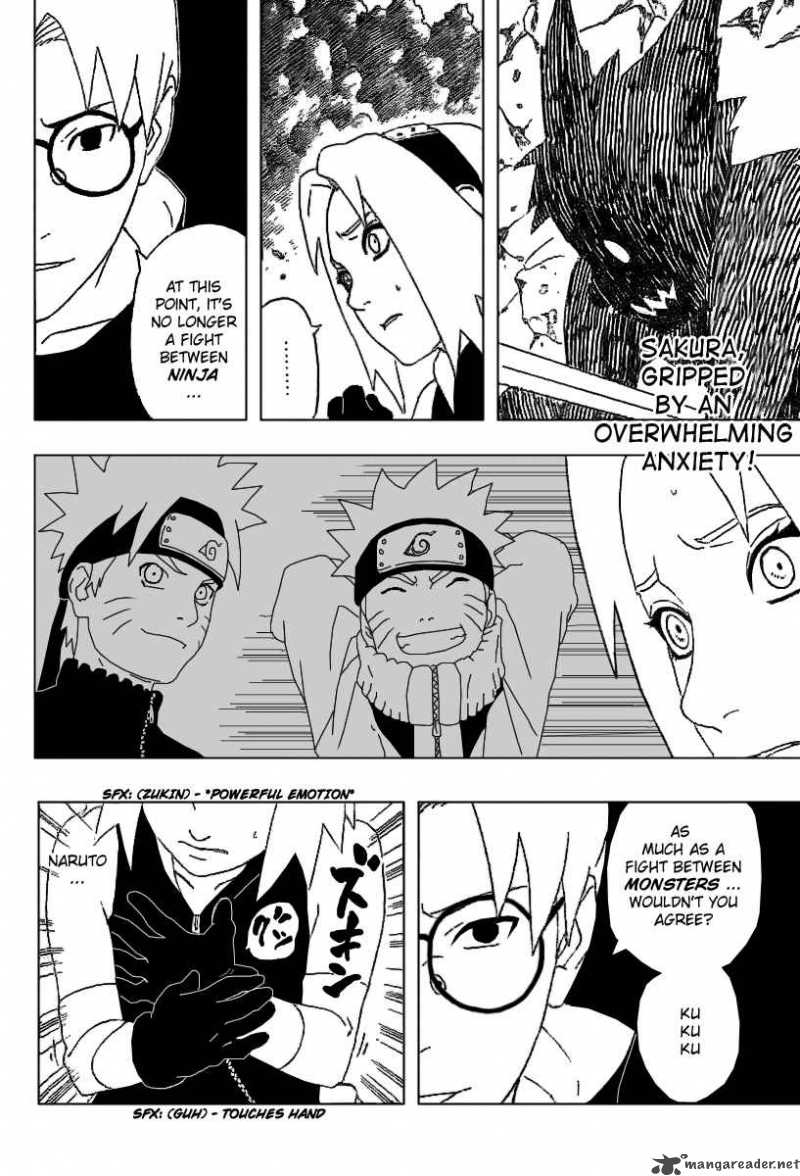 SAKURA,
GRIPPED
BY AN
OVERWHELMING
ANXIETY!
.........
AT THIS
POINT, IT'S
NO LONGER
A FIGHT
BETWEEN
NINJA
...
AS
MUCH AS A
FIGHT BETWEEN
MONSTERS ...
WOULDN'T YOU
AGREE?
KU
KU
KU
SFX: (ZUKIN) - *POWERFUL EMOTION*
NARUTO
...
ズキン
グッ
SFX: (GUH) - TOUCHES HAND
mangareader.net